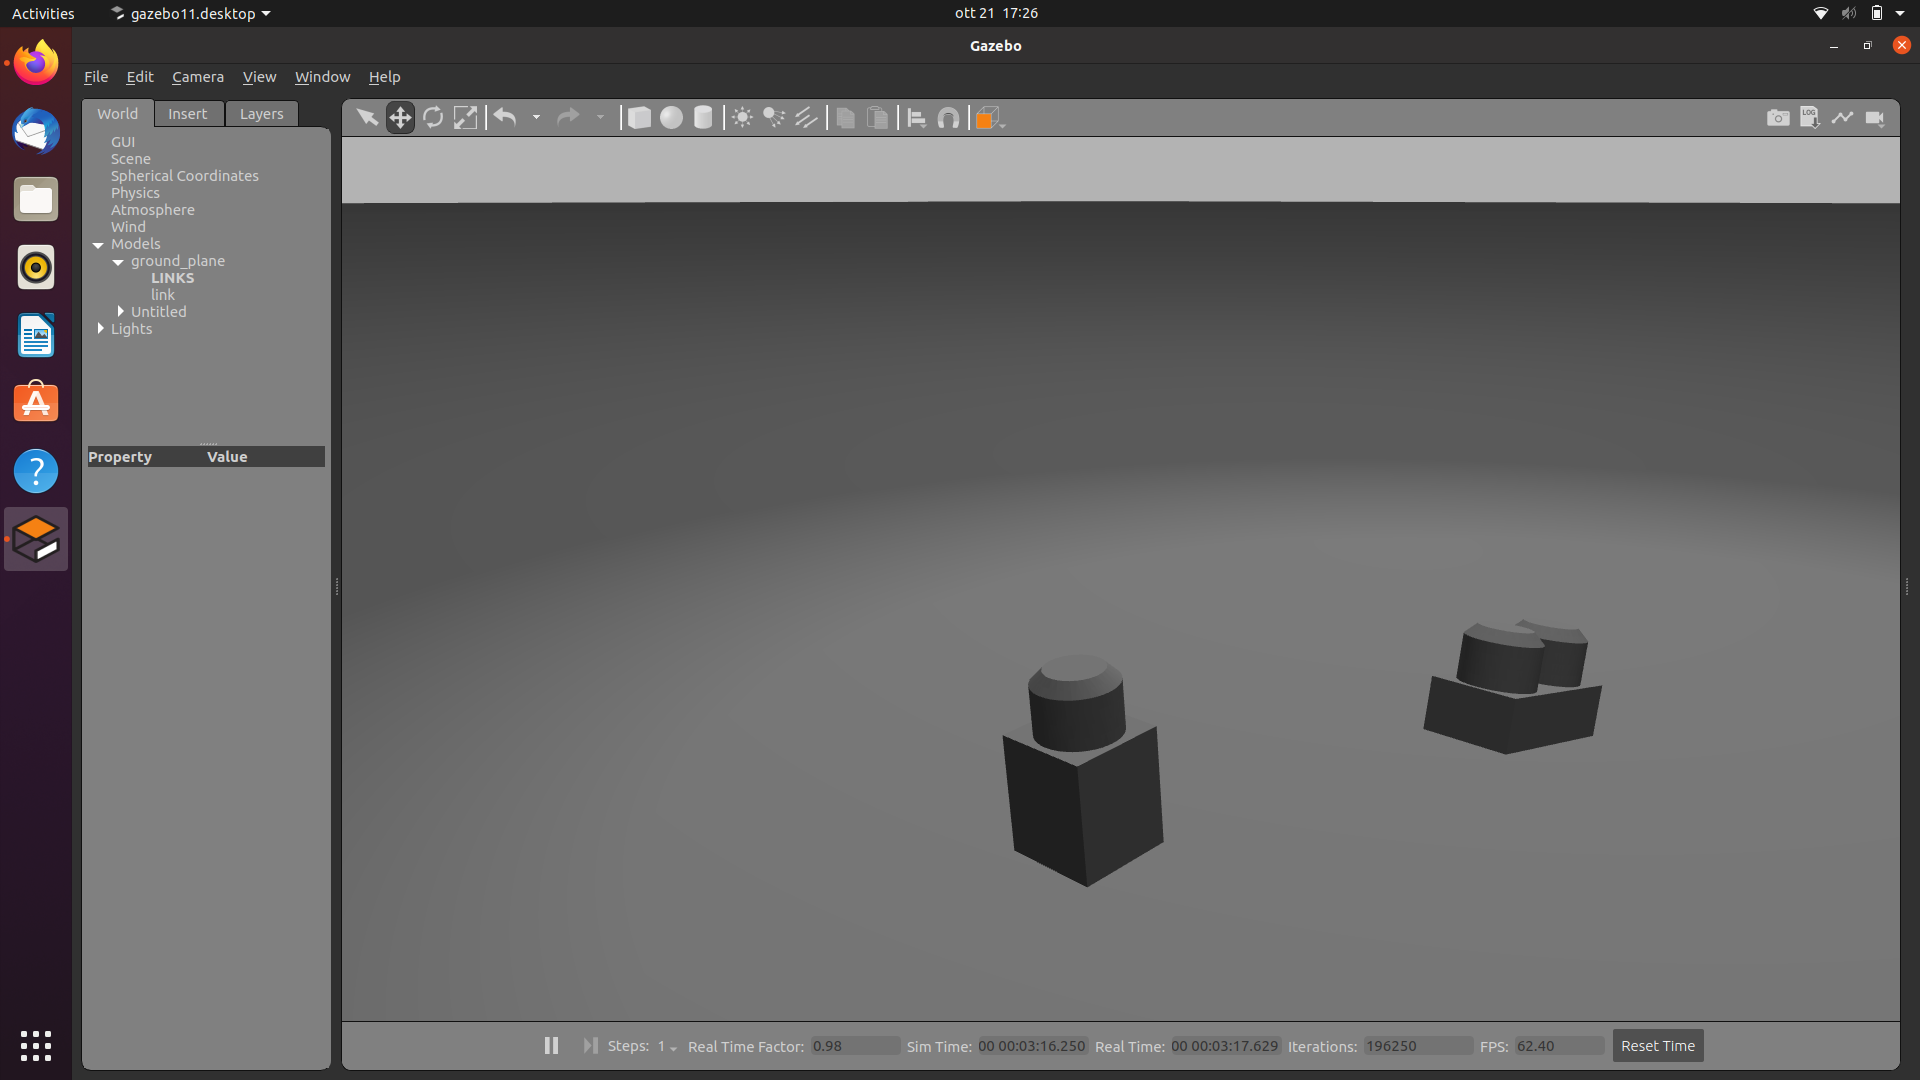 Activities gazebo11.desktop ott 21 17:26
Gazebo
File Edit Camera View Window Help
World Insert Layers
GUI
Scene
Spherical Coordinates
Physics
Atmosphere
Wind
Models
ground_plane
LINKS
link
Untitled
Lights
Property Value
LOG
Steps: 1 Real Time Factor: 0.98 Sim Time: 00 00:03:16.250 Real Time: 00 00:03:17.629 Iterations: 196250 FPS: 62.40 Reset Time